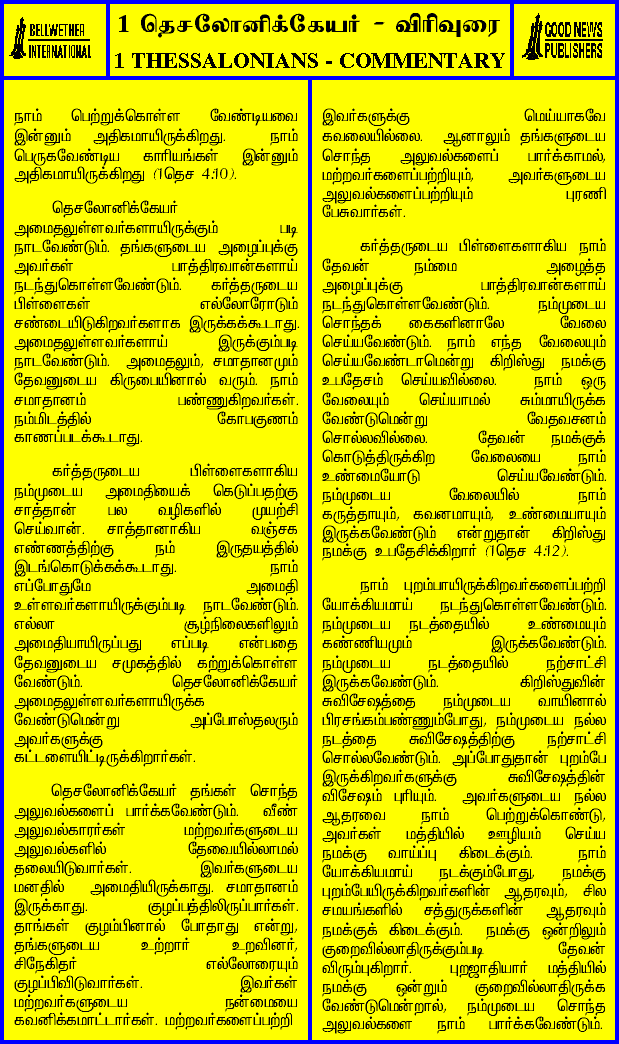 BELLWETHER
INTERNATIONAL
1 தெசலோனிக்கேயர் - விரிவுரை
1 THESSALONIANS - COMMENTARY
GOOD NEWS
PUBLISHERS
நாம் பெற்றுக்கொள்ள வேண்டியவை
இன்னும் அதிகமாயிருக்கிறது. நாம்
பெருகவேண்டிய காரியங்கள் இன்னும்
அதிகமாயிருக்கிறது (1தெச 4:10).
தெசலோனிக்கேயர்
அமைதலுள்ளவர்களாயிருக்கும் படி
நாடவேண்டும். தங்களுடைய அழைப்புக்கு
அவர்கள் பாத்திரவான்களாய்
நடந்துகொள்ளவேண்டும். கர்த்தருடைய
பிள்ளைகள் எல்லோரோடும்
சண்டையிடுகிறவர்களாக இருக்கக்கூடாது.
அமைதலுள்ளவர்களாய் இருக்கும்படி
நாடவேண்டும். அமைதலும், சமாதானமும்
தேவனுடைய கிருபையினால் வரும். நாம்
சமாதானம் பண்ணுகிறவர்கள்.
நம்மிடத்தில் கோபகுணம்
காணப்படக்கூடாது.
கர்த்தருடைய பிள்ளைகளாகிய
நம்முடைய அமைதியைக் கெடுப்பதற்கு
சாத்தான் பல வழிகளில் முயற்சி
செய்வான். சாத்தானாகிய வஞ்சக
எண்ணத்திற்கு நம் இருதயத்தில்
இடங்கொடுக்கக்கூடாது. நாம்
எப்போதுமே அமைதி
உள்ளவர்களாயிருக்கும்படி நாடவேண்டும்.
எல்லா சூழ்நிலைகளிலும்
அமைதியாயிருப்பது எப்படி என்பதை
தேவனுடைய சமுகத்தில் கற்றுக்கொள்ள
வேண்டும். தெசலோனிக்கேயர்
அமைதலுள்ளவர்களாயிருக்க
வேண்டுமென்று அப்போஸ்தலரும்
அவர்களுக்கு
கட்டளையிட்டிருக்கிறார்கள்.
தெசலோனிக்கேயர் தங்கள் சொந்த
அலுவல்களைப் பார்க்கவேண்டும். வீண்
அலுவல்காரர்கள் மற்றவர்களுடைய
அலுவல்களில் தேவையில்லாமல்
தலையிடுவார்கள். இவர்களுடைய
மனதில் அமைதியிருக்காது. சமாதானம்
இருக்காது. குழப்பத்திலிருப்பார்கள்.
தாங்கள் குழம்பினால் போதாது என்று,
தங்களுடைய உற்றார் உறவினர்,
சிநேகிதர் எல்லோரையும்
குழப்பிவிடுவார்கள். இவர்கள்
மற்றவர்களுடைய நன்மையை
கவனிக்கமாட்டார்கள். மற்றவர்களைப்பற்றி
இவர்களுக்கு மெய்யாகவே
கவலையில்லை. ஆனாலும் தங்களுடைய
சொந்த அலுவல்களைப் பார்க்காமல்,
மற்றவர்களைப்பற்றியும், அவர்களுடைய
அலுவல்களைப்பற்றியும் புரணி
பேசுவார்கள்.
கர்த்தருடைய பிள்ளைகளாகிய நாம்
தேவன் நம்மை அழைத்த
அழைப்புக்கு பாத்திரவான்களாய்
நடந்துகொள்ளவேண்டும். நம்முடைய
சொந்தக் கைகளினாலே வேலை
செய்யவேண்டும். நாம் எந்த வேலையும்
செய்யவேண்டாமென்று கிறிஸ்து நமக்கு
உபதேசம் செய்யவில்லை. நாம் ஒரு
வேலையும் செய்யாமல் சும்மாயிருக்க
வேண்டுமென்று வேதவசனம்
சொல்லவில்லை. தேவன் நமக்குக்
கொடுத்திருக்கிற வேலையை நாம்
உண்மையோடு செய்யவேண்டும்.
நம்முடைய வேலையில் நாம்
கருத்தாயும், கவனமாயும், உண்மையாயும்
இருக்கவேண்டும் என்றுதான் கிறிஸ்து
நமக்கு உபதேசிக்கிறார் (1தெச 4:12).
நாம் புறம்பாயிருக்கிறவர்களைப்பற்றி
யோக்கியமாய் நடந்துகொள்ளவேண்டும்.
நம்முடைய நடத்தையில் உண்மையும்
கண்ணியமும் இருக்கவேண்டும்.
நம்முடைய நடத்தையில் நற்சாட்சி
இருக்கவேண்டும். கிறிஸ்துவின்
சுவிசேஷத்தை நம்முடைய வாயினால்
பிரசங்கம்பண்ணும்போது, நம்முடைய நல்ல
நடத்தை சுவிசேஷத்திற்கு நற்சாட்சி
சொல்லவேண்டும். அப்போதுதான் புறம்பே
இருக்கிறவர்களுக்கு சுவிசேஷத்தின்
விசேஷம் புரியும். அவர்களுடைய நல்ல
ஆதரவை நாம் பெற்றுக்கொண்டு,
அவர்கள் மத்தியில் ஊழியம் செய்ய
நமக்கு வாய்ப்பு கிடைக்கும். நாம்
யோக்கியமாய் நடக்கும்போது, நமக்கு
புறம்பேயிருக்கிறவர்களின் ஆதரவும், சில
சமயங்களில் சத்துருக்களின் ஆதரவும்
நமக்குக் கிடைக்கும். நமக்கு ஒன்றிலும்
குறைவில்லாதிருக்கும்படி தேவன்
விரும்புகிறார். புறஜாதியார் மத்தியில்
நமக்கு ஒன்றும் குறைவில்லாதிருக்க
வேண்டுமென்றால், நம்முடைய சொந்த
அலுவல்களை நாம் பார்க்கவேண்டும்.